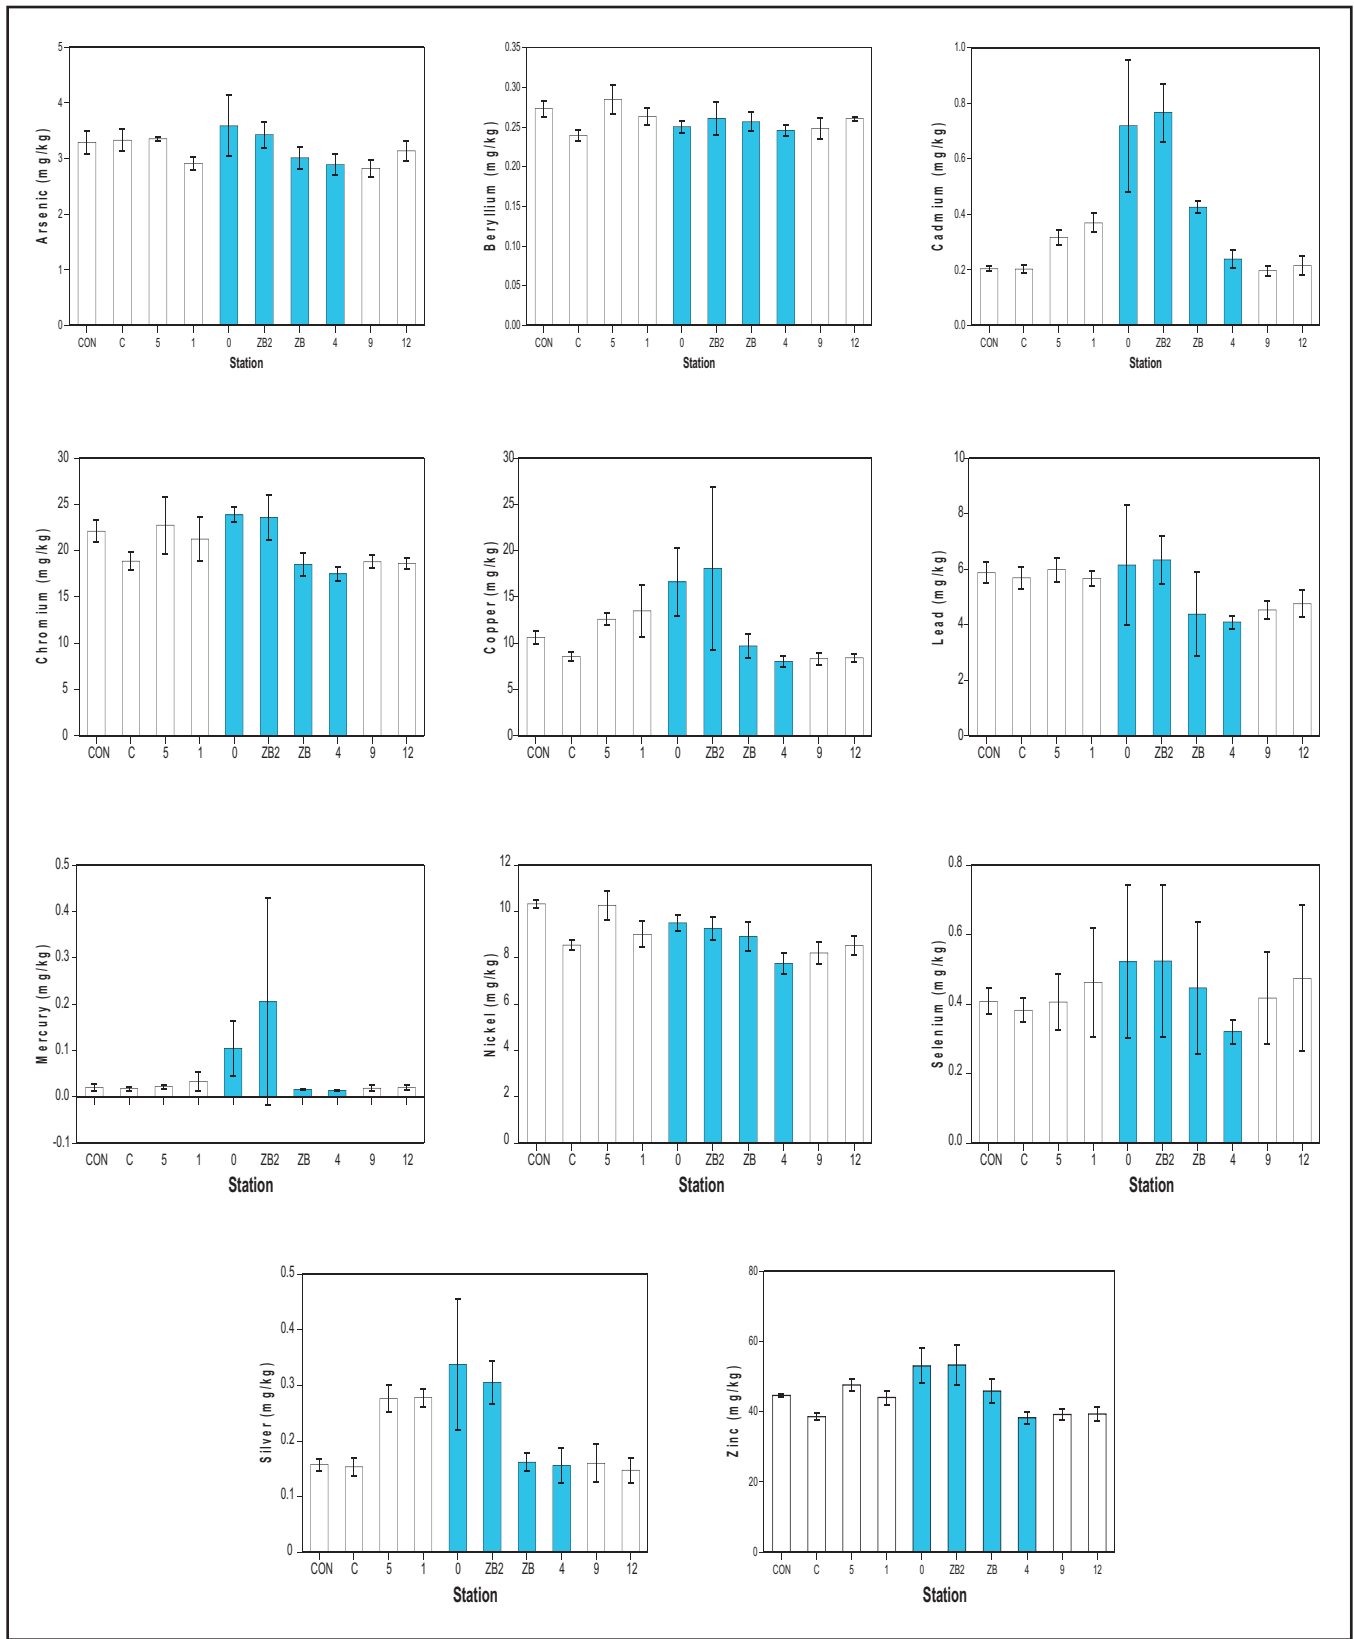 Arsenic (mg/kg)
5
4
3
2
1
0
CON C 5 1 0 ZB2 ZB 4 9 12
Station
Beryllium (mg/kg)
0.35
0.30
0.25
0.20
0.15
0.10
0.05
0.00
CON C 5 1 0 ZB2 ZB 4 9 12
Station
Cadmium (mg/kg)
1.0
0.8
0.6
0.4
0.2
0.0
CON C 5 1 0 ZB2 ZB 4 9 12
Station
Chromium (mg/kg)
30
25
20
15
10
5
0
CON C 5 1 0 ZB2 ZB 4 9 12
Copper (mg/kg)
30
25
20
15
10
5
0
CON C 5 1 0 ZB2 ZB 4 9 12
Lead (mg/kg)
10
8
6
4
2
0
CON C 5 1 0 ZB2 ZB 4 9 12
Mercury (mg/kg)
0.5
0.4
0.3
0.2
0.1
0.0
-0.1
CON C 5 1 0 ZB2 ZB 4 9 12
Station
Nickel (mg/kg)
12
10
8
6
4
2
0
CON C 5 1 0 ZB2 ZB 4 9 12
Station
Selenium (mg/kg)
0.8
0.6
0.4
0.2
0.0
CON C 5 1 0 ZB2 ZB 4 9 12
Station
Silver (mg/kg)
0.5
0.4
0.3
0.2
0.1
0
CON C 5 1 0 ZB2 ZB 4 9 12
Station
Zinc (mg/kg)
80
60
40
20
0
CON C 5 1 0 ZB2 ZB 4 9 12
Station